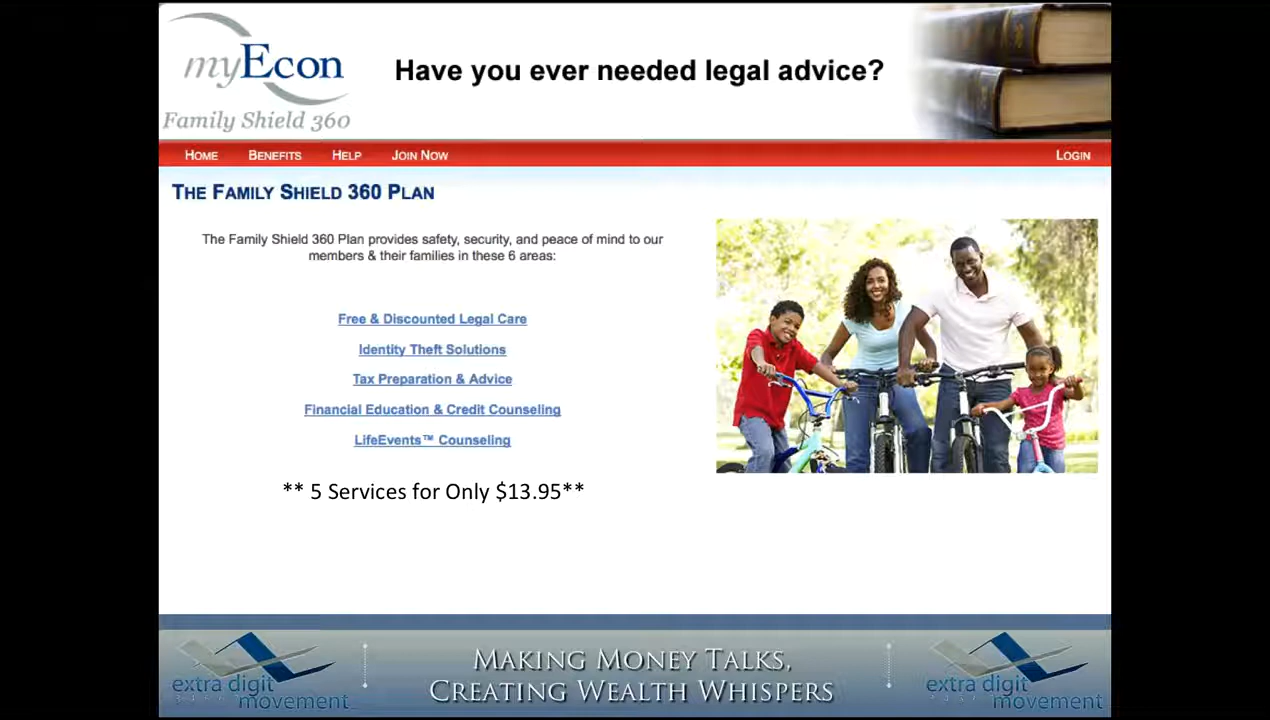 myEcon
Family Shield 360
Have you ever needed legal advice?
HOME BENEFITS HELP JOIN NOW LOGIN
THE FAMILY SHIELD 360 PLAN
The Family Shield 360 Plan provides safety, security, and peace of mind to our
members & their families in these 6 areas:
Free & Discounted Legal Care
Identity Theft Solutions
Tax Preparation & Advice
Financial Education & Credit Counseling
LifeEvents™ Counseling
** 5 Services for Only $13.95**
extra digit
movement
MAKING MONEY TALKS,
CREATING WEALTH WHISPERS
extra digit
movement